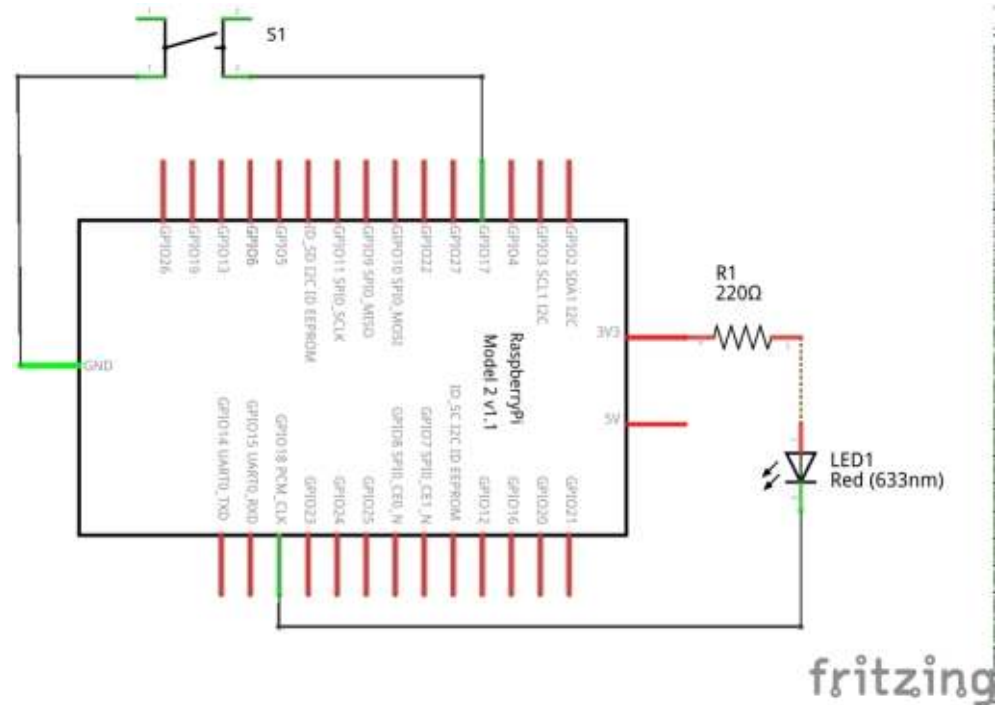 S1
GPIO26
GPIO19
GPIO13
GPIO6
GPIO5
ID_SD I2C ID EEPROM
GPIO11 SPI0_SCLK
GPIO9 SPI0_MISO
GPIO10 SPI0_MOSI
GPIO22
GPIO27
GPIO17
GPIO4
GPIO3 SCL1 I2C
GPIO2 SDA1 I2C
R1
220Ω
3V3
RaspberryPi
Model 2 v1.1
GND
5V
LED1
Red (633nm)
GPIO14 UART0_TXD
GPIO15 UART0_RXD
GPIO18 PCM_CLK
GPIO23
GPIO24
GPIO25
GPIO8 SPI0_CE0_N
GPIO7 SPI0_CE1_N
ID_SC I2C ID EEPROM
GPIO12
GPIO16
GPIO20
GPIO21
fritzing